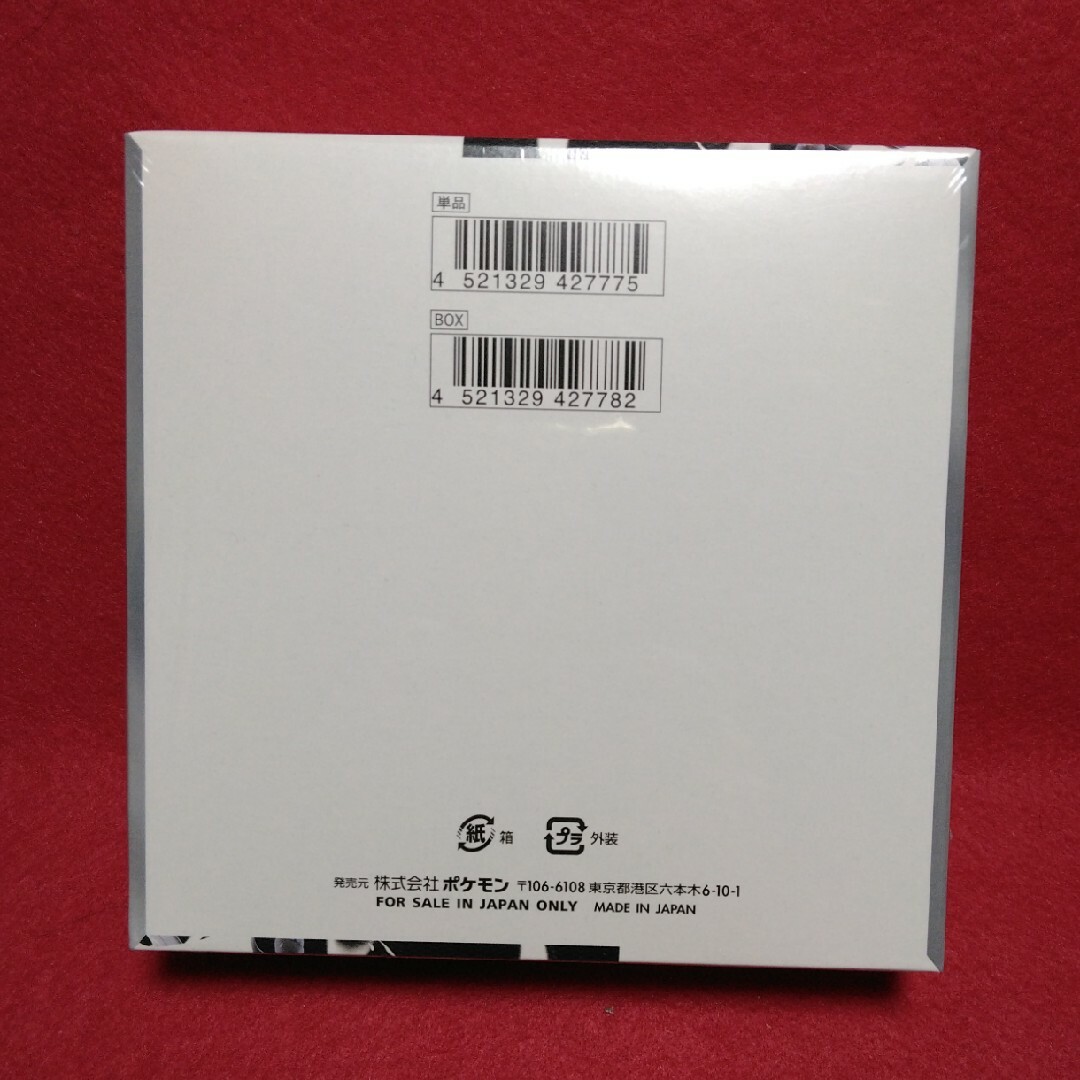 単品
4 521329 427775
BOX
4 521329 427782
紙 箱 プラ 外装
発売元 株式会社 ポケモン 〒106-6108 東京都港区六本木6-10-1
FOR SALE IN JAPAN ONLY MADE IN JAPAN